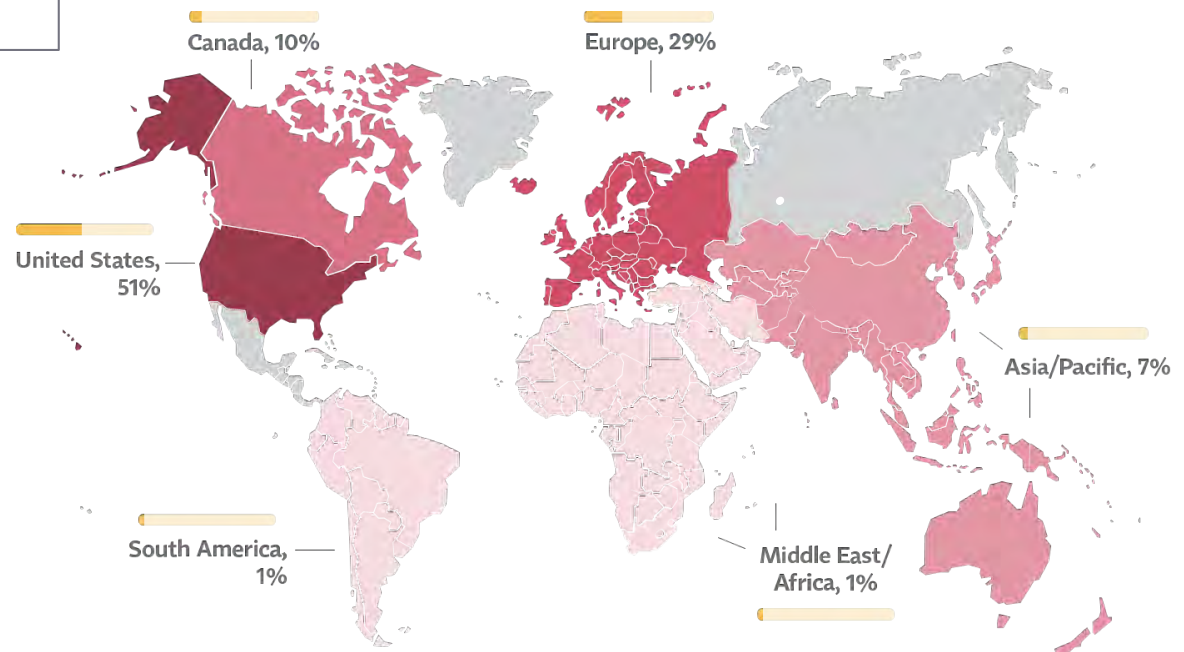 Canada, 10%
Europe, 29%
United States,
51%
Asia/Pacific, 7%
South America,
1%
Middle East/
Africa, 1%